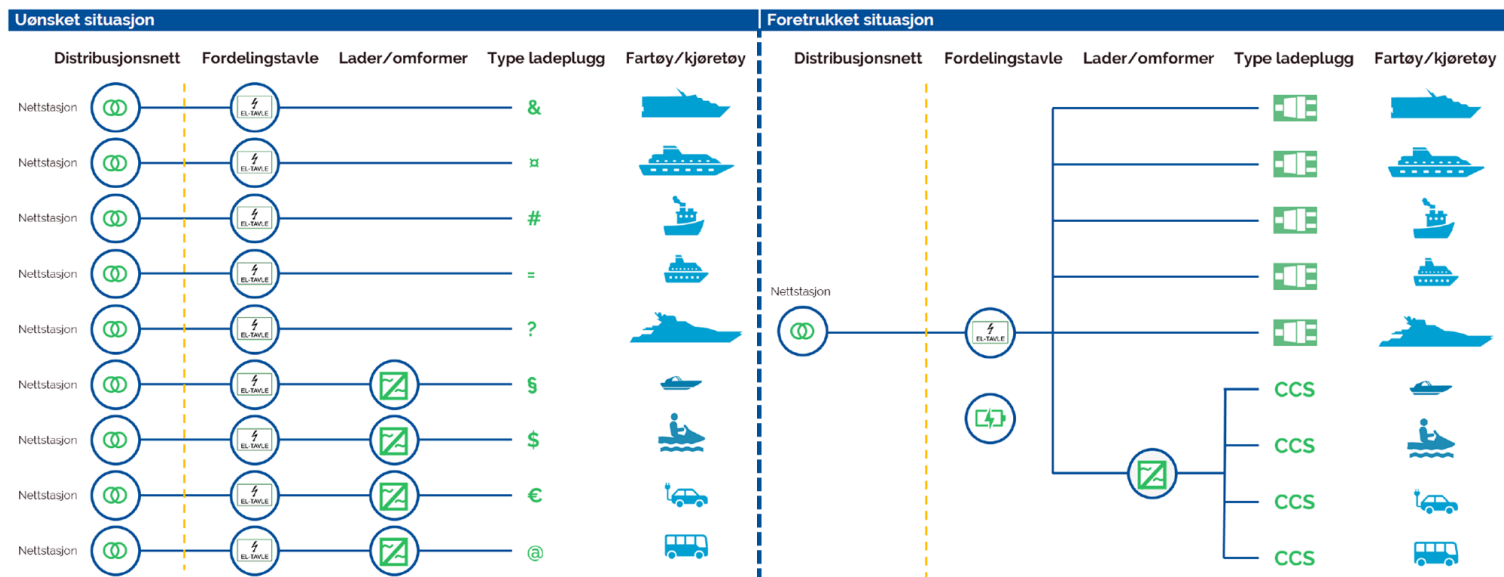 Uønsket situasjon
Distribusjonsnett Fordelingstavle Lader/omformer Type ladeplugg Fartøy/kjøretøy
Nettstasjon EL-TAVLE &
Nettstasjon EL-TAVLE ¤
Nettstasjon EL-TAVLE #
Nettstasjon EL-TAVLE =
Nettstasjon EL-TAVLE ?
Nettstasjon EL-TAVLE §
Nettstasjon EL-TAVLE $
Nettstasjon EL-TAVLE €
Nettstasjon EL-TAVLE @
Foretrukket situasjon
Distribusjonsnett Fordelingstavle Lader/omformer Type ladeplugg Fartøy/kjøretøy
Nettstasjon
EL-TAVLE
CCS
CCS
CCS
CCS